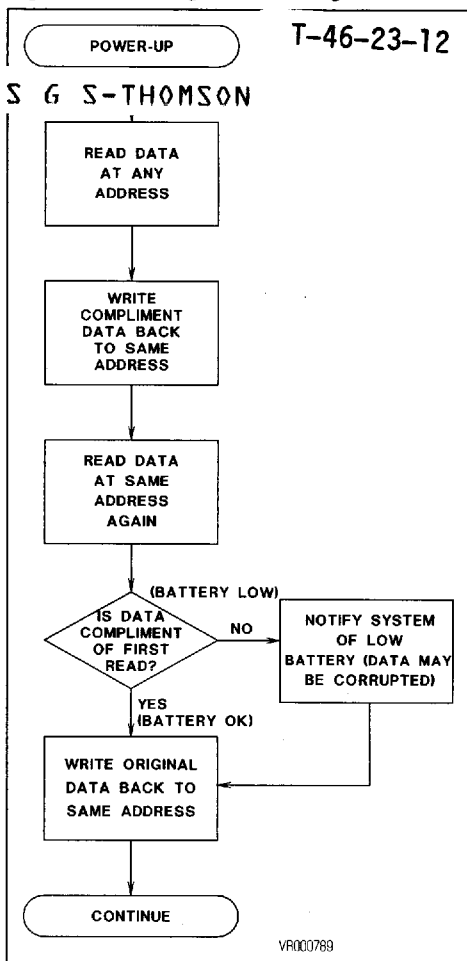 POWER-UP
T-46-23-12
S G S-THOMSON
READ DATA
AT ANY
ADDRESS
WRITE
COMPLIMENT
DATA BACK
TO SAME
ADDRESS
READ DATA
AT SAME
ADDRESS
AGAIN
(BATTERY LOW)
IS DATA
COMPLIMENT
OF FIRST
READ?
NO
NOTIFY SYSTEM
OF LOW
BATTERY (DATA MAY
BE CORRUPTED)
YES
(BATTERY OK)
WRITE ORIGINAL
DATA BACK TO
SAME ADDRESS
CONTINUE
VR000789